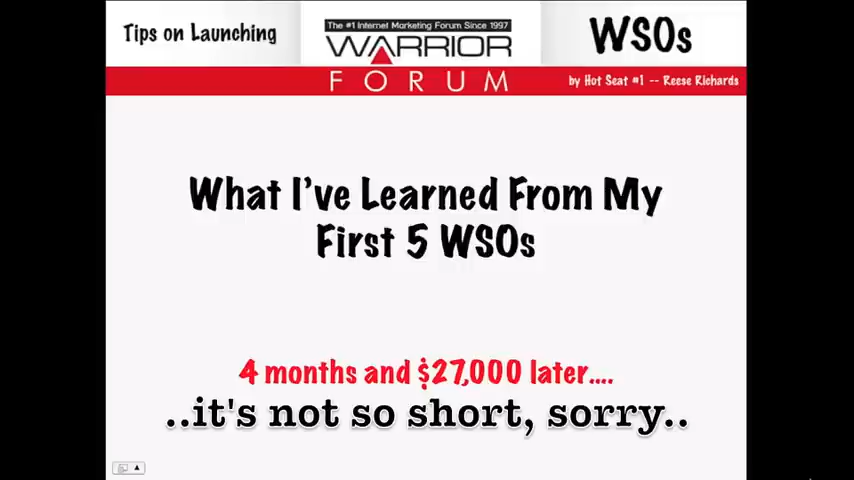 Tips on Launching
The #1 Internet Marketing Forum Since 1997
WARRIOR
FORUM
WSOs
by Hot Seat #1 -- Reese Richards
What I've Learned From My
First 5 WSOs
4 months and $27,000 later....
..it's not so short, sorry..